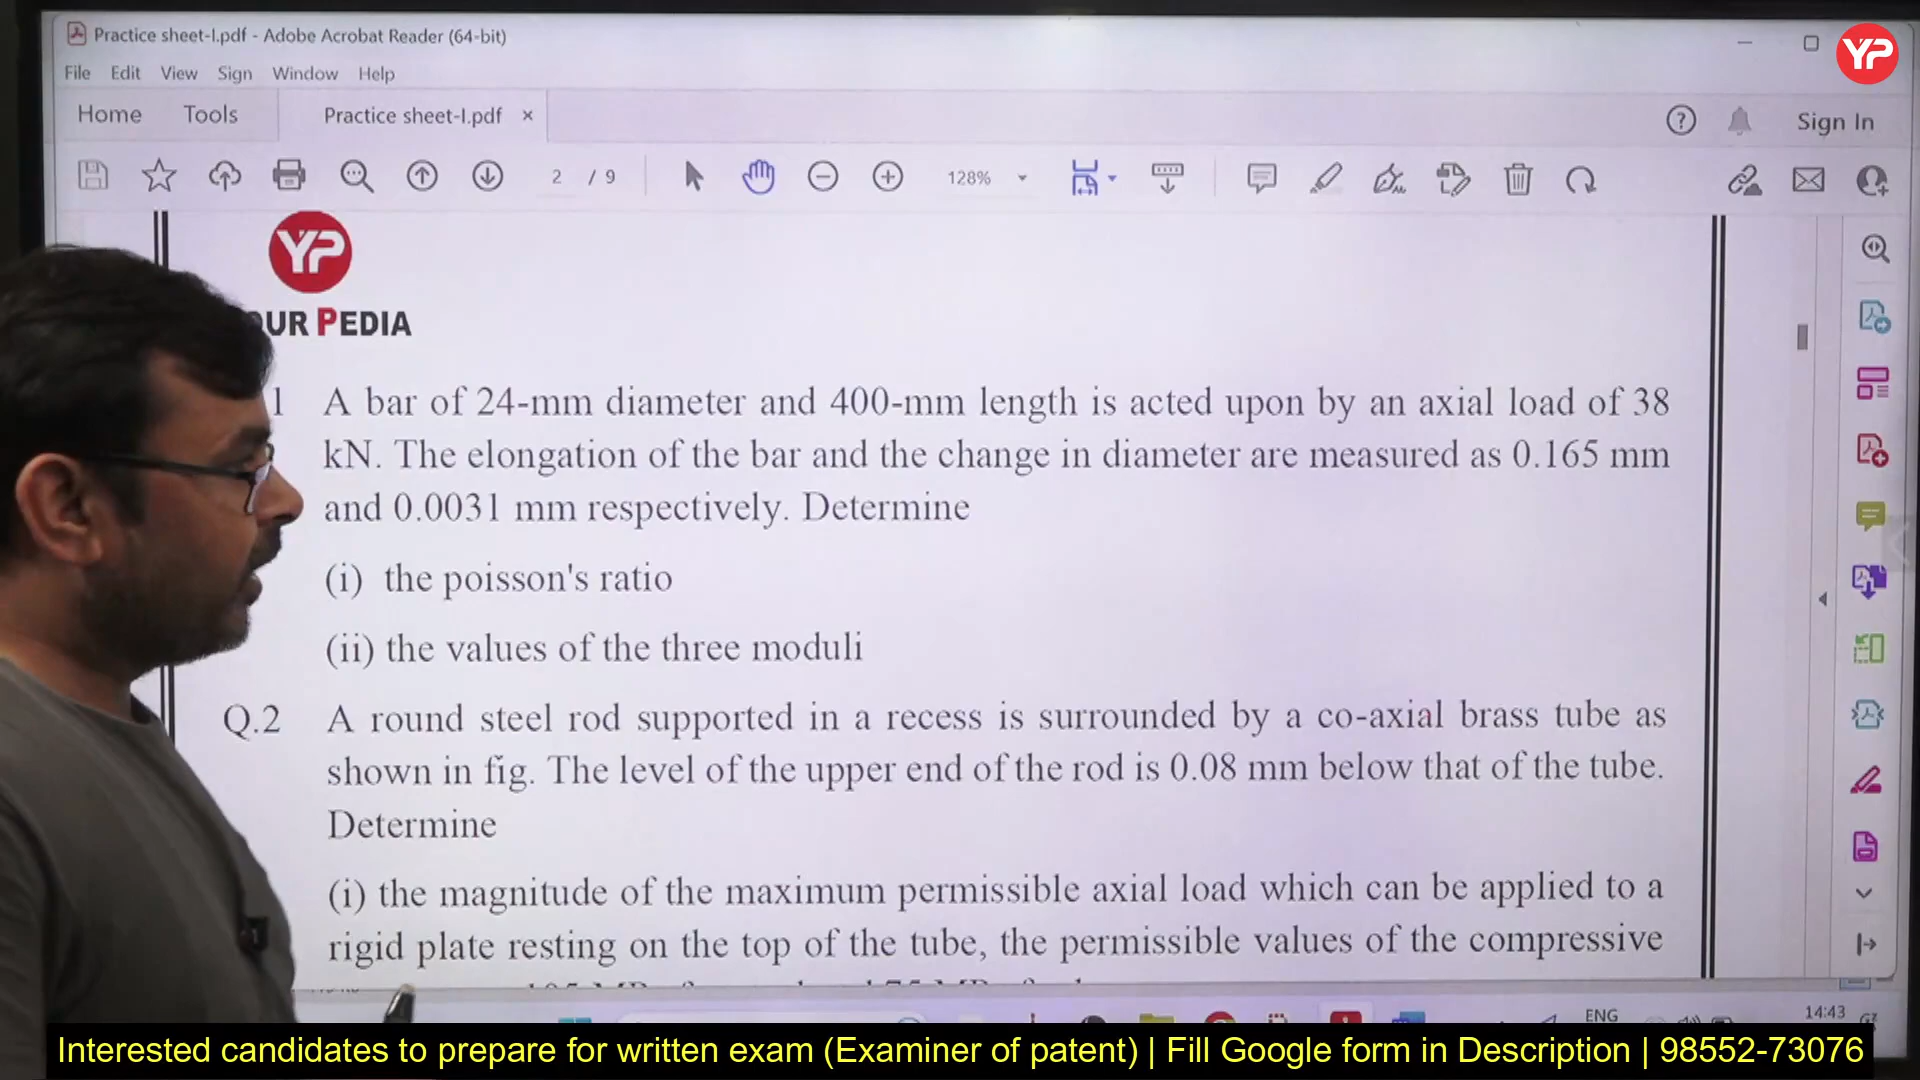 Practice sheet-I.pdf - Adobe Acrobat Reader (64-bit)
YP
File Edit View Sign Window Help
Home Tools Practice sheet-I.pdf × Sign In
2 / 9 128%
YP
UR PEDIA
1 A bar of 24-mm diameter and 400-mm length is acted upon by an axial load of 38
kN. The elongation of the bar and the change in diameter are measured as 0.165 mm
and 0.0031 mm respectively. Determine
(i) the poisson's ratio
(ii) the values of the three moduli
Q.2 A round steel rod supported in a recess is surrounded by a co-axial brass tube as
shown in fig. The level of the upper end of the rod is 0.08 mm below that of the tube.
Determine
(i) the magnitude of the maximum permissible axial load which can be applied to a
rigid plate resting on the top of the tube, the permissible values of the compressive
ENG 14:43
Interested candidates to prepare for written exam (Examiner of patent) | Fill Google form in Description | 98552-73076